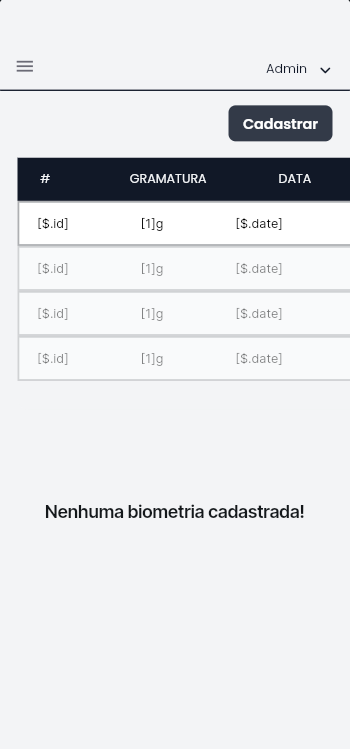 Admin
Cadastrar
# GRAMATURA DATA
[$.id] [1]g [$.date]
[$.id] [1]g [$.date]
[$.id] [1]g [$.date]
[$.id] [1]g [$.date]
Nenhuma biometria cadastrada!